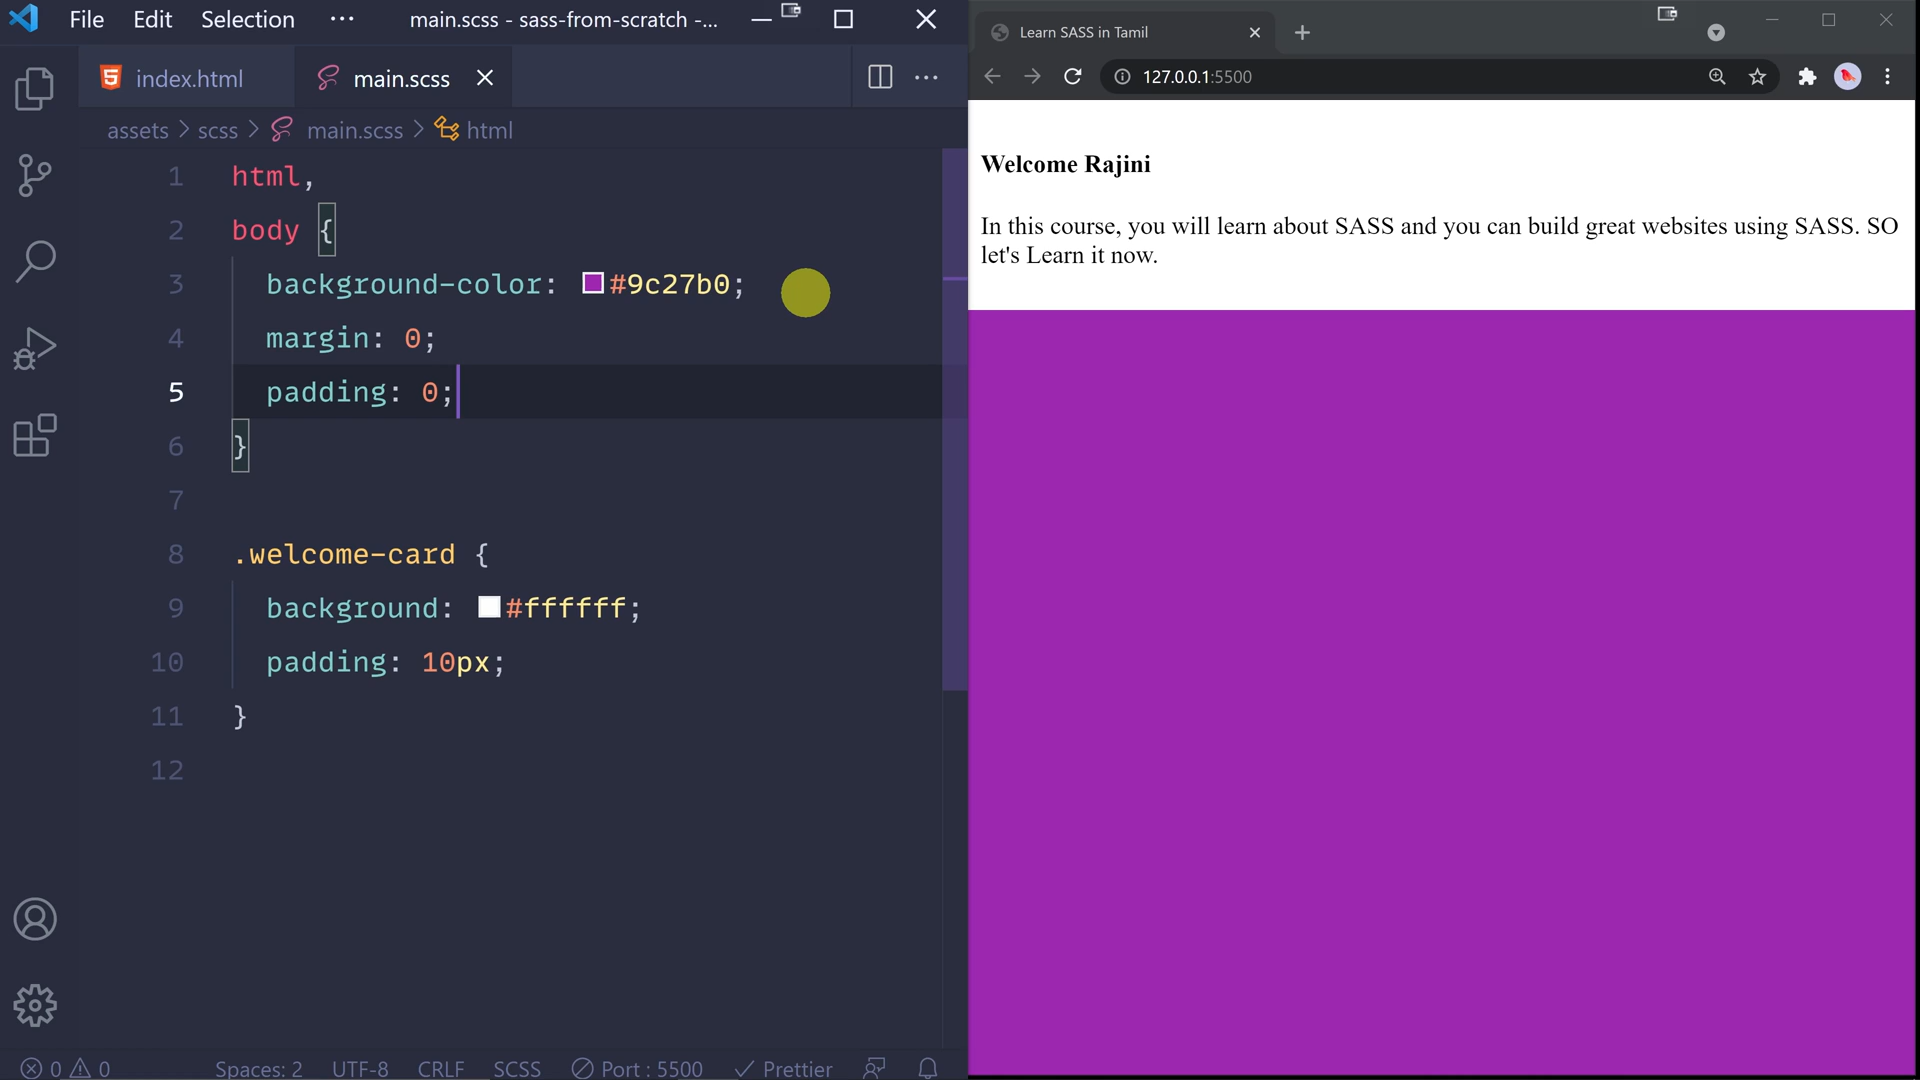 File Edit Selection ··· main.scss - sass-from-scratch -...
index.html main.scss
assets > scss > main.scss > html
1 html,
2 body {
3 background-color: #9c27b0;
4 margin: 0;
5 padding: 0;
6 }
7
8 .welcome-card {
9 background: #ffffff;
10 padding: 10px;
11 }
12
0 0 Spaces: 2 UTF-8 CRLF SCSS Port : 5500 Prettier
Learn SASS in Tamil
127.0.0.1:5500
Welcome Rajini
In this course, you will learn about SASS and you can build great websites using SASS. SO
let's Learn it now.